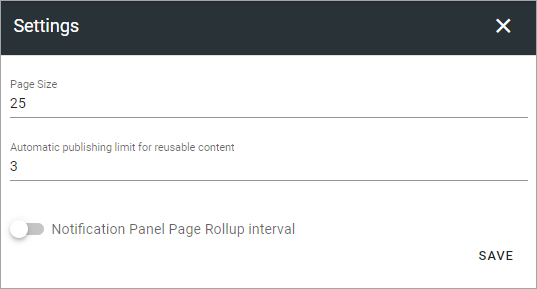 Settings
Page Size
25
Automatic publishing limit for reusable content
3
Notification Panel Page Rollup interval
SAVE